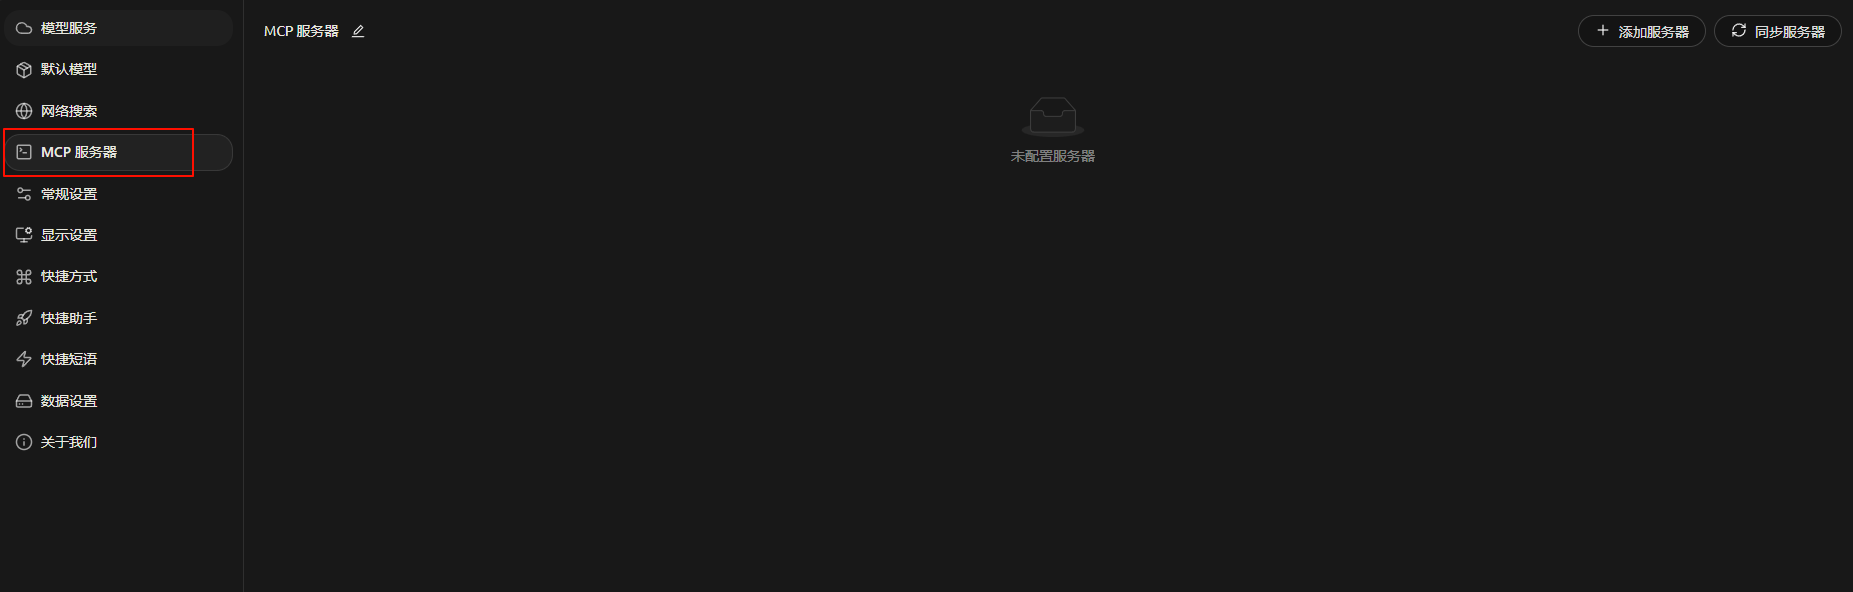 模型服务
默认模型
网络搜索
MCP 服务器
常规设置
显示设置
快捷方式
快捷助手
快捷短语
数据设置
关于我们
MCP 服务器
添加服务器
同步服务器
未配置服务器